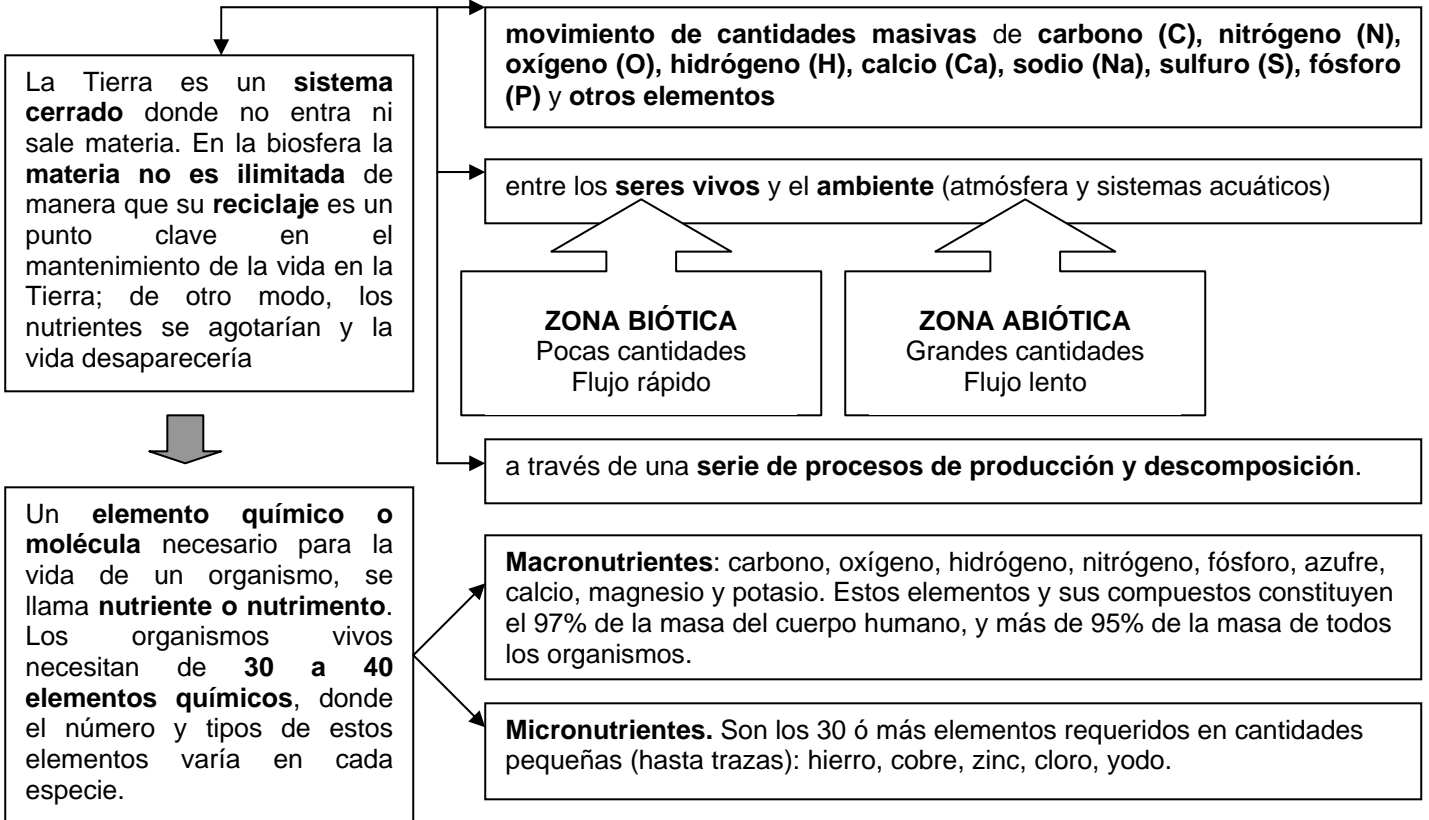 La Tierra es un sistema
cerrado donde no entra ni
sale materia. En la biosfera la
materia no es ilimitada de
manera que su reciclaje es un
punto clave en el
mantenimiento de la vida en la
Tierra; de otro modo, los
nutrientes se agotarían y la
vida desaparecería
movimiento de cantidades masivas de carbono (C), nitrógeno (N),
oxígeno (O), hidrógeno (H), calcio (Ca), sodio (Na), sulfuro (S), fósforo
(P) y otros elementos
entre los seres vivos y el ambiente (atmósfera y sistemas acuáticos)
ZONA BIÓTICA
Pocas cantidades
Flujo rápido
ZONA ABIÓTICA
Grandes cantidades
Flujo lento
a través de una serie de procesos de producción y descomposición.
Un elemento químico o
molécula necesario para la
vida de un organismo, se
llama nutriente o nutrimento.
Los organismos vivos
necesitan de 30 a 40
elementos químicos, donde
el número y tipos de estos
elementos varía en cada
especie.
Macronutrientes: carbono, oxígeno, hidrógeno, nitrógeno, fósforo, azufre,
calcio, magnesio y potasio. Estos elementos y sus compuestos constituyen
el 97% de la masa del cuerpo humano, y más de 95% de la masa de todos
los organismos.
Micronutrientes. Son los 30 ó más elementos requeridos en cantidades
pequeñas (hasta trazas): hierro, cobre, zinc, cloro, yodo.